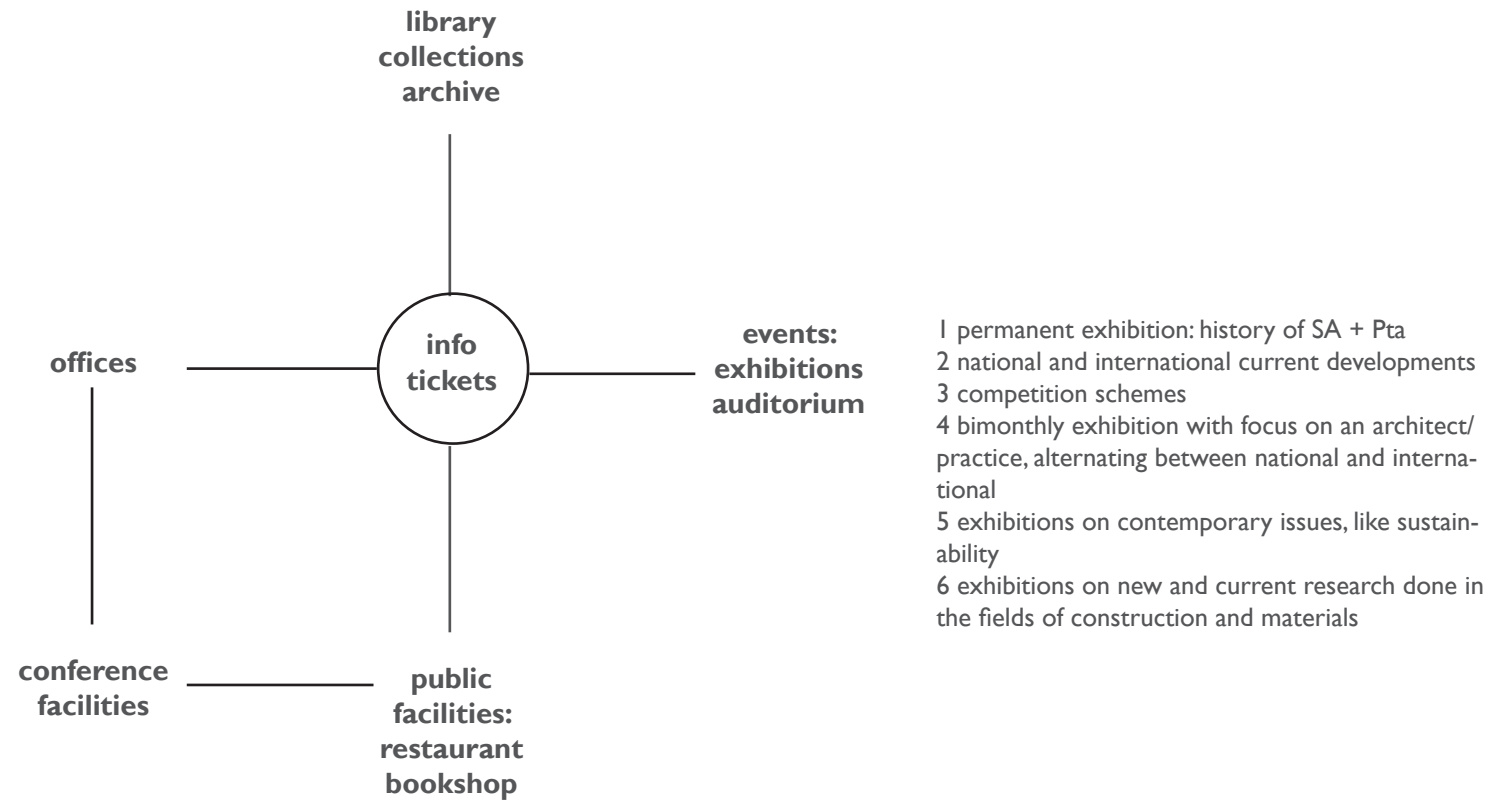 library
collections
archive
info
tickets
offices
events:
exhibitions
auditorium
1 permanent exhibition: history of SA + Pta
2 national and international current developments
3 competition schemes
4 bimonthly exhibition with focus on an architect/
practice, alternating between national and interna-
tional
5 exhibitions on contemporary issues, like sustain-
ability
6 exhibitions on new and current research done in
the fields of construction and materials
conference
facilities
public
facilities:
restaurant
bookshop